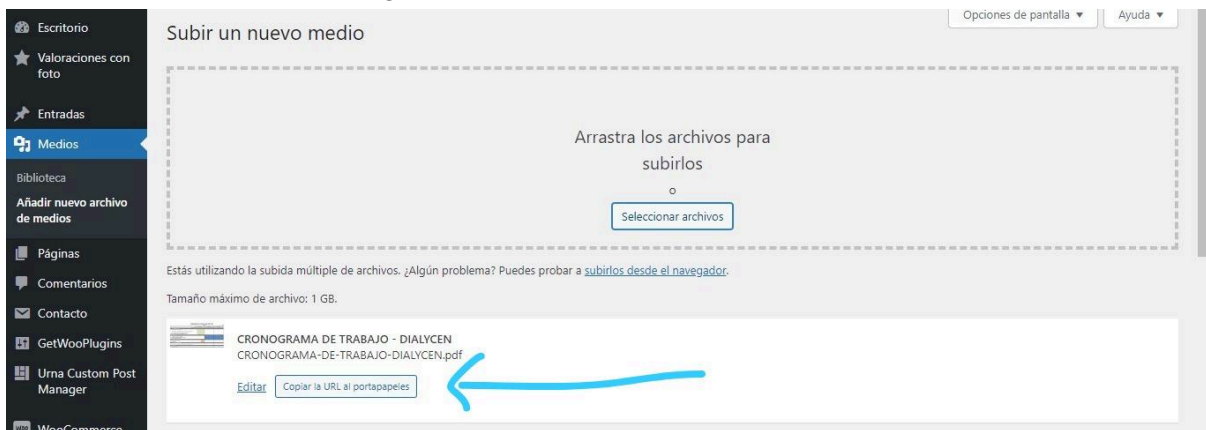 Escritorio
Valoraciones con
foto
Entradas
Medios
Biblioteca
Añadir nuevo archivo
de medios
Páginas
Comentarios
Contacto
GetWooPlugins
Urna Custom Post
Manager
WooCommerce
Opciones de pantalla ▼
Ayuda ▼
Subir un nuevo medio
Arrastra los archivos para
subirlos
o
Seleccionar archivos
Estás utilizando la subida múltiple de archivos. ¿Algún problema? Puedes probar a subirlos desde el navegador.
Tamaño máximo de archivo: 1 GB.
CRONOGRAMA DE TRABAJO - DIALYCEN
CRONOGRAMA-DE-TRABAJO-DIALYCEN.pdf
Editar
Copiar la URL al portapapeles